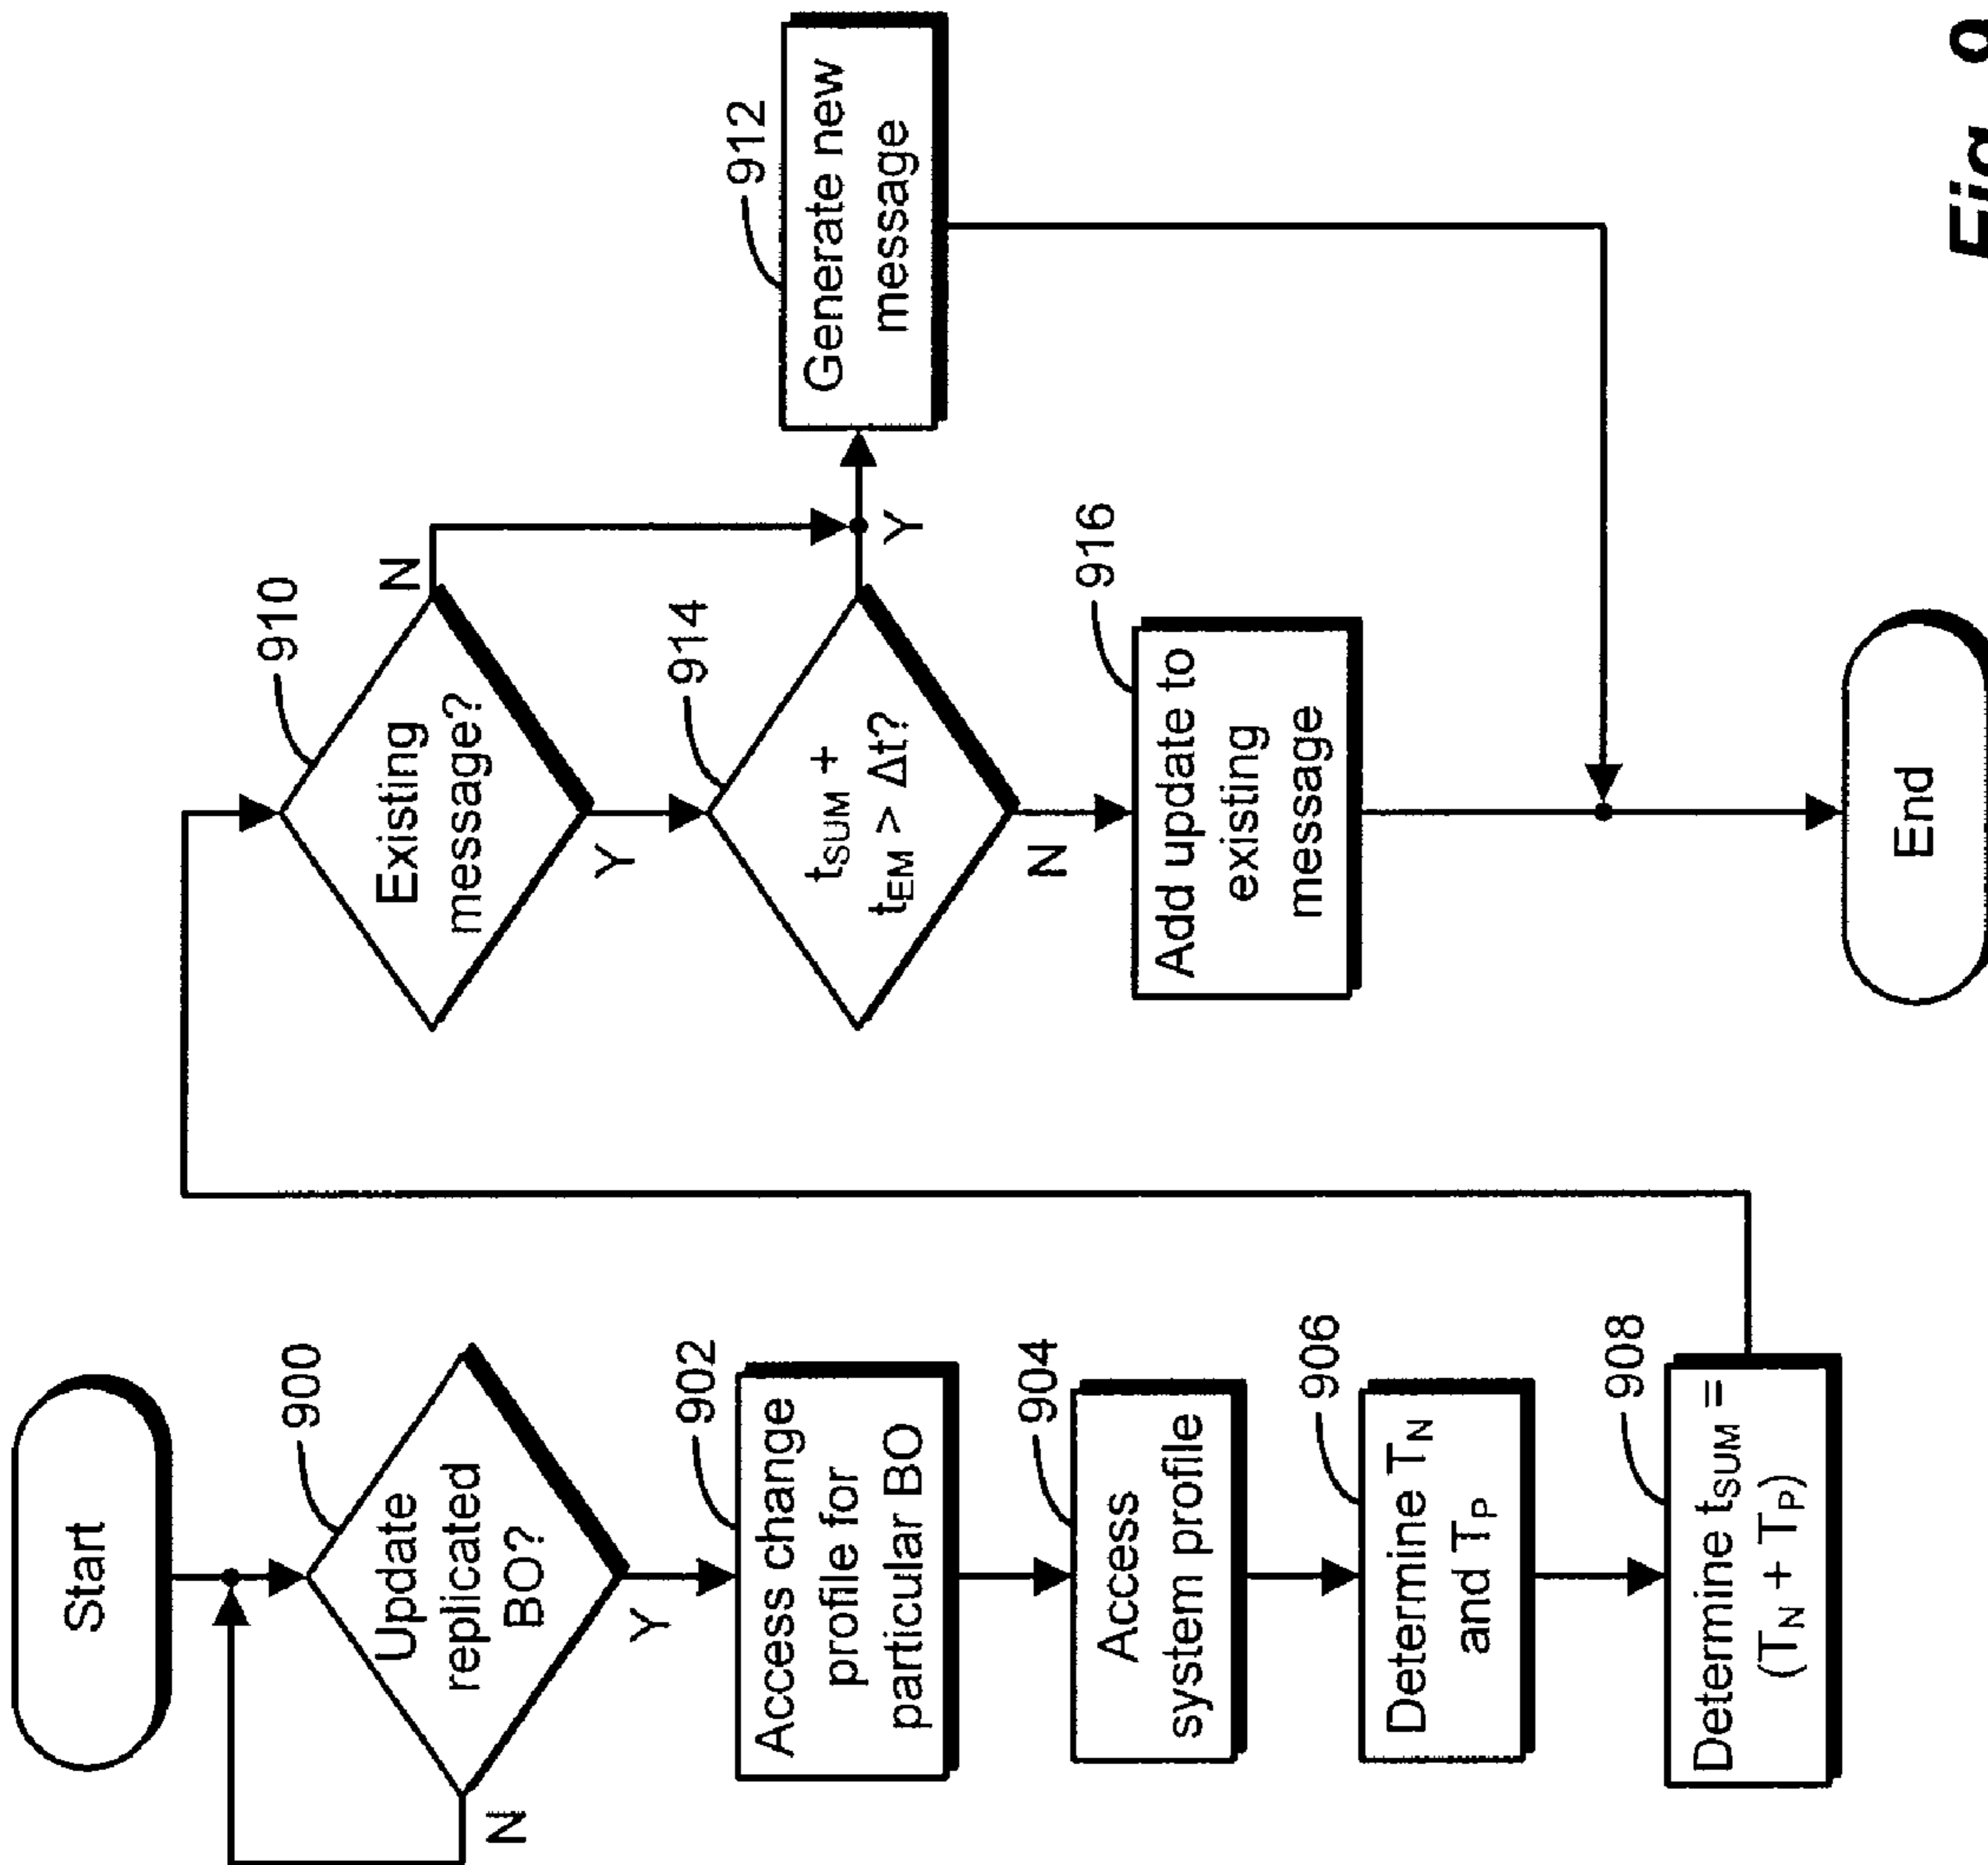 Start
900
Update
replicated
BO?
N
Y
902
Access change
profile for
particular BO
904
Access
system profile
906
Determine T_N
and T_P
908
Determine t_SUM =
(T_N + T_P)
910
Existing
message?
N
Y
914
t_SUM +
t_EM > Δt?
Y
N
912
Generate new
message
916
Add update to
existing
message
End
Fig. 9